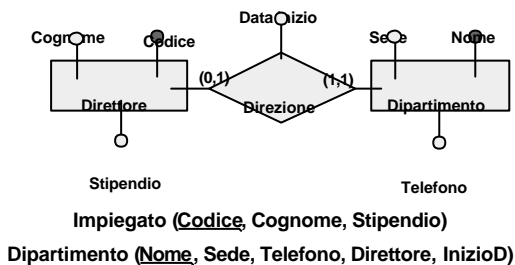 DataInizio
Cognome Codice Sede Nome
(0,1) (1,1)
Direttore Direzione Dipartimento
Stipendio Telefono
Impiegato (Codice, Cognome, Stipendio)
Dipartimento (Nome, Sede, Telefono, Direttore, InizioD)